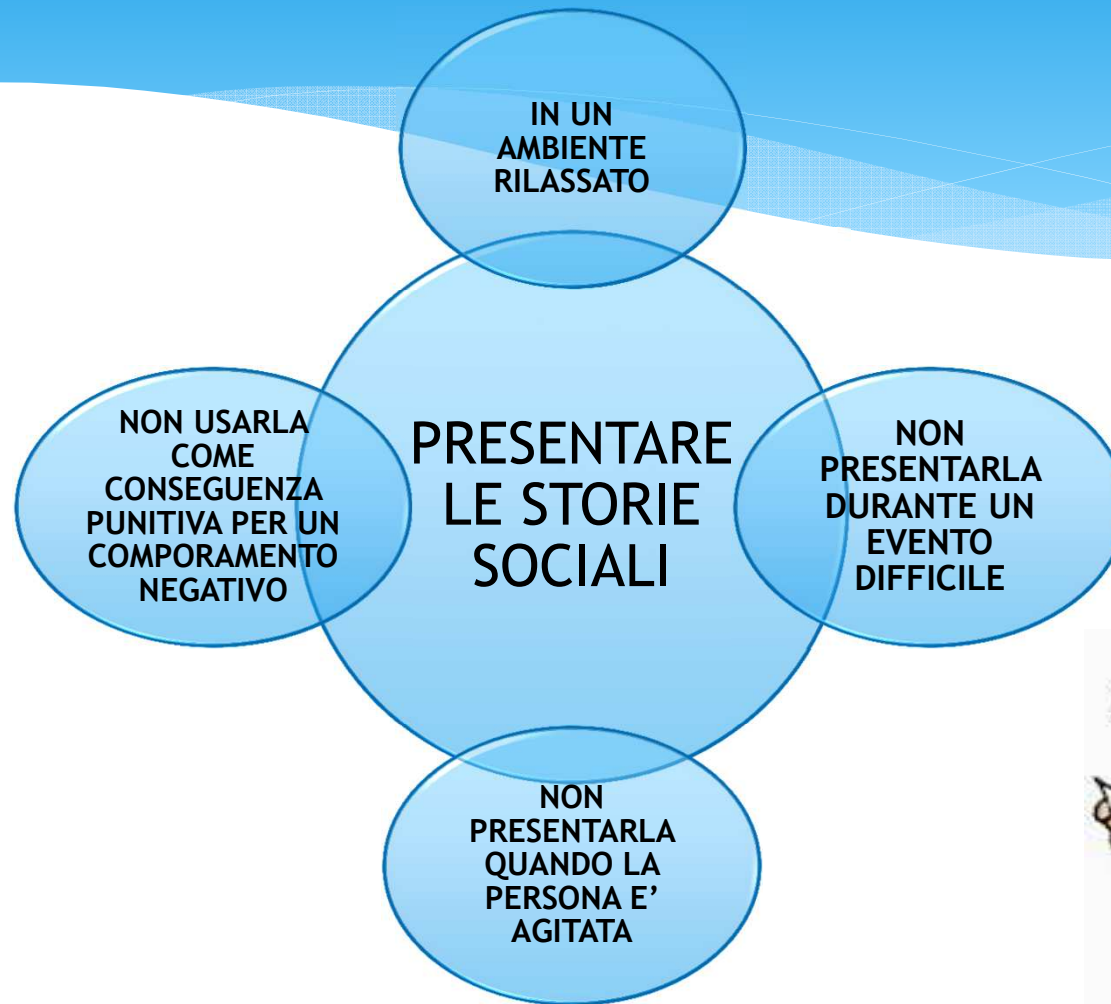 IN UN
AMBIENTE
RILASSATO
PRESENTARE
LE STORIE
SOCIALI
NON
PRESENTARLA
DURANTE UN
EVENTO
DIFFICILE
NON
PRESENTARLA
QUANDO LA
PERSONA E’
AGITATA
NON USARLA
COME
CONSEGUENZA
PUNITIVA PER UN
COMPORAMENTO
NEGATIVO